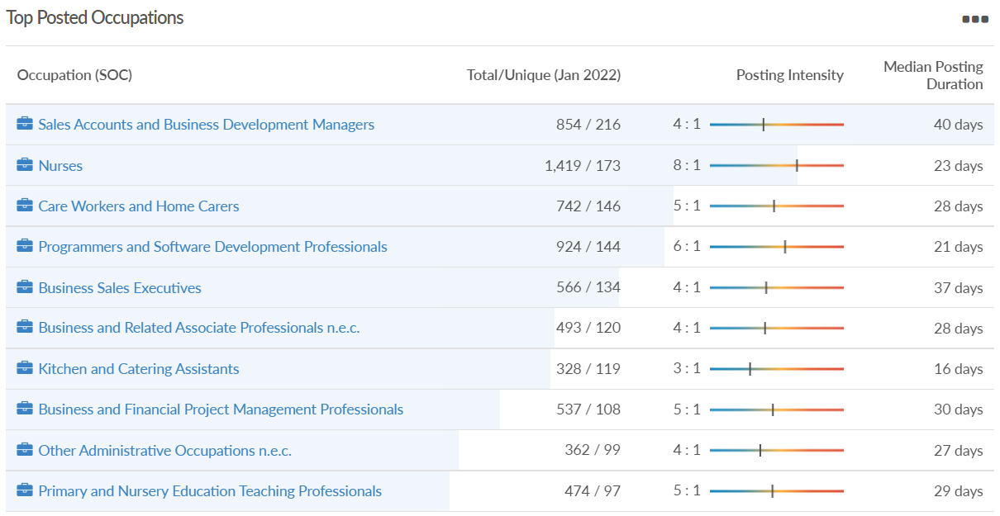 Top Posted Occupations
Occupation (SOC) Total/Unique (Jan 2022) Posting Intensity Median Posting Duration
Sales Accounts and Business Development Managers 854 / 216 4 : 1 40 days
Nurses 1,419 / 173 8 : 1 23 days
Care Workers and Home Carers 742 / 146 5 : 1 28 days
Programmers and Software Development Professionals 924 / 144 6 : 1 21 days
Business Sales Executives 566 / 134 4 : 1 37 days
Business and Related Associate Professionals n.e.c. 493 / 120 4 : 1 28 days
Kitchen and Catering Assistants 328 / 119 3 : 1 16 days
Business and Financial Project Management Professionals 537 / 108 5 : 1 30 days
Other Administrative Occupations n.e.c. 362 / 99 4 : 1 27 days
Primary and Nursery Education Teaching Professionals 474 / 97 5 : 1 29 days